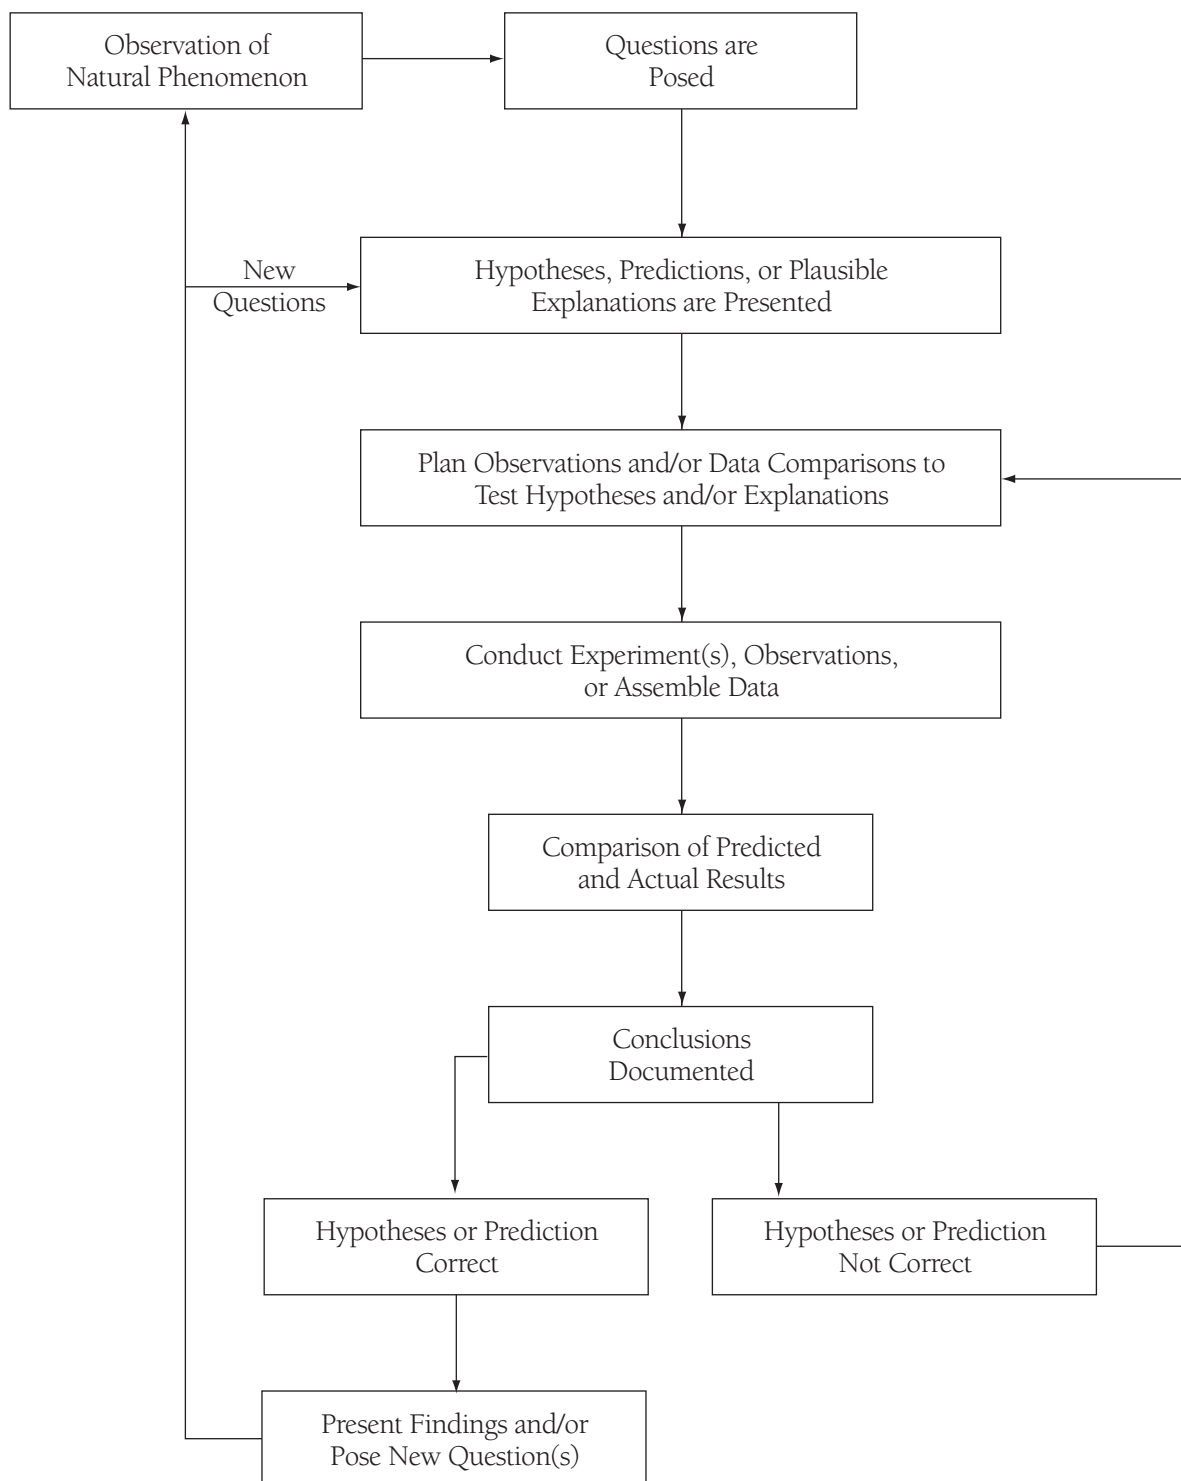 Observation of
Natural Phenomenon
Questions are
Posed
New
Questions
Hypotheses, Predictions, or Plausible
Explanations are Presented
Plan Observations and/or Data Comparisons to
Test Hypotheses and/or Explanations
Conduct Experiment(s), Observations,
or Assemble Data
Comparison of Predicted
and Actual Results
Conclusions
Documented
Hypotheses or Prediction
Correct
Hypotheses or Prediction
Not Correct
Present Findings and/or
Pose New Question(s)